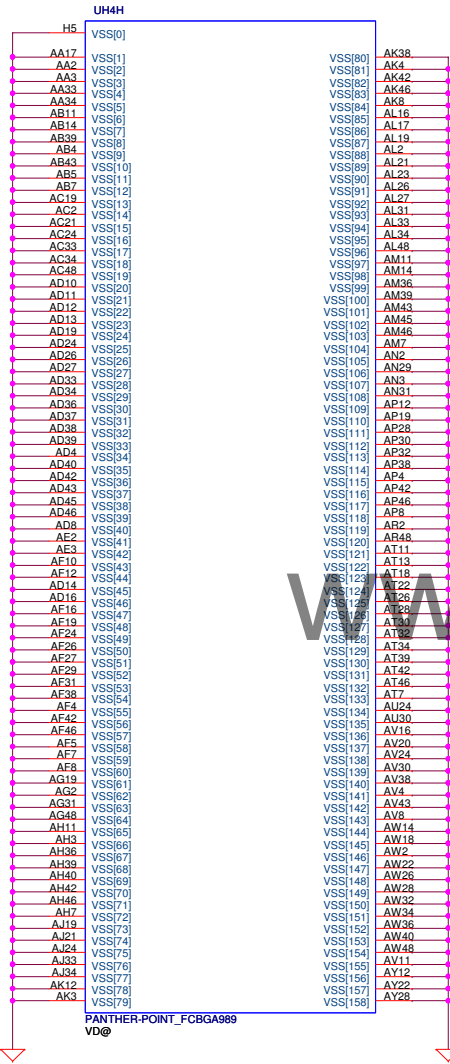 UH4H
H5 VSS[0]
AA17 VSS[1]
AA2 VSS[2]
AA3 VSS[3]
AA33 VSS[4]
AA34 VSS[5]
AB11 VSS[6]
AB14 VSS[7]
AB39 VSS[8]
AB4 VSS[9]
AB43 VSS[10]
AB5 VSS[11]
AB7 VSS[12]
AC19 VSS[13]
AC2 VSS[14]
AC21 VSS[15]
AC24 VSS[16]
AC33 VSS[17]
AC34 VSS[18]
AC48 VSS[19]
AD10 VSS[20]
AD11 VSS[21]
AD12 VSS[22]
AD13 VSS[23]
AD19 VSS[24]
AD24 VSS[25]
AD26 VSS[26]
AD27 VSS[27]
AD33 VSS[28]
AD34 VSS[29]
AD36 VSS[30]
AD37 VSS[31]
AD38 VSS[32]
AD39 VSS[33]
AD4 VSS[34]
AD40 VSS[35]
AD42 VSS[36]
AD43 VSS[37]
AD45 VSS[38]
AD46 VSS[39]
AD8 VSS[40]
AE2 VSS[41]
AE3 VSS[42]
AF10 VSS[43]
AF12 VSS[44]
AD14 VSS[45]
AD16 VSS[46]
AF16 VSS[47]
AF19 VSS[48]
AF24 VSS[49]
AF26 VSS[50]
AF27 VSS[51]
AF29 VSS[52]
AF31 VSS[53]
AF38 VSS[54]
AF4 VSS[55]
AF42 VSS[56]
AF46 VSS[57]
AF5 VSS[58]
AF7 VSS[59]
AF8 VSS[60]
AG19 VSS[61]
AG2 VSS[62]
AG31 VSS[63]
AG48 VSS[64]
AH11 VSS[65]
AH3 VSS[66]
AH36 VSS[67]
AH39 VSS[68]
AH40 VSS[69]
AH42 VSS[70]
AH46 VSS[71]
AH7 VSS[72]
AJ19 VSS[73]
AJ21 VSS[74]
AJ24 VSS[75]
AJ33 VSS[76]
AJ34 VSS[77]
AK12 VSS[78]
AK3 VSS[79]
VSS[80] AK38
VSS[81] AK4
VSS[82] AK42
VSS[83] AK46
VSS[84] AK8
VSS[85] AL16
VSS[86] AL17
VSS[87] AL19
VSS[88] AL2
VSS[89] AL21
VSS[90] AL23
VSS[91] AL26
VSS[92] AL27
VSS[93] AL31
VSS[94] AL33
VSS[95] AL34
VSS[96] AL48
VSS[97] AM11
VSS[98] AM14
VSS[99] AM36
VSS[100] AM39
VSS[101] AM43
VSS[102] AM45
VSS[103] AM46
VSS[104] AM7
VSS[105] AN2
VSS[106] AN29
VSS[107] AN3
VSS[108] AN31
VSS[109] AP12
VSS[110] AP19
VSS[111] AP28
VSS[112] AP30
VSS[113] AP32
VSS[114] AP38
VSS[115] AP4
VSS[116] AP42
VSS[117] AP46
VSS[118] AP8
VSS[119] AR2
VSS[120] AR48
VSS[121] AT11
VSS[122] AT13
VSS[123] AT18
VSS[124] AT22
VSS[125] AT26
VSS[126] AT28
VSS[127] AT30
VSS[128] AT32
VSS[129] AT34
VSS[130] AT39
VSS[131] AT42
VSS[132] AT46
VSS[133] AT7
VSS[134] AU24
VSS[135] AU30
VSS[136] AV16
VSS[137] AV20
VSS[138] AV24
VSS[139] AV30
VSS[140] AV38
VSS[141] AV4
VSS[142] AV43
VSS[143] AV8
VSS[144] AW14
VSS[145] AW18
VSS[146] AW2
VSS[147] AW22
VSS[148] AW26
VSS[149] AW28
VSS[150] AW32
VSS[151] AW34
VSS[152] AW36
VSS[153] AW40
VSS[154] AW48
VSS[155] AV11
VSS[156] AY12
VSS[157] AY22
VSS[158] AY28
PANTHER-POINT_FCBGA989
VD@